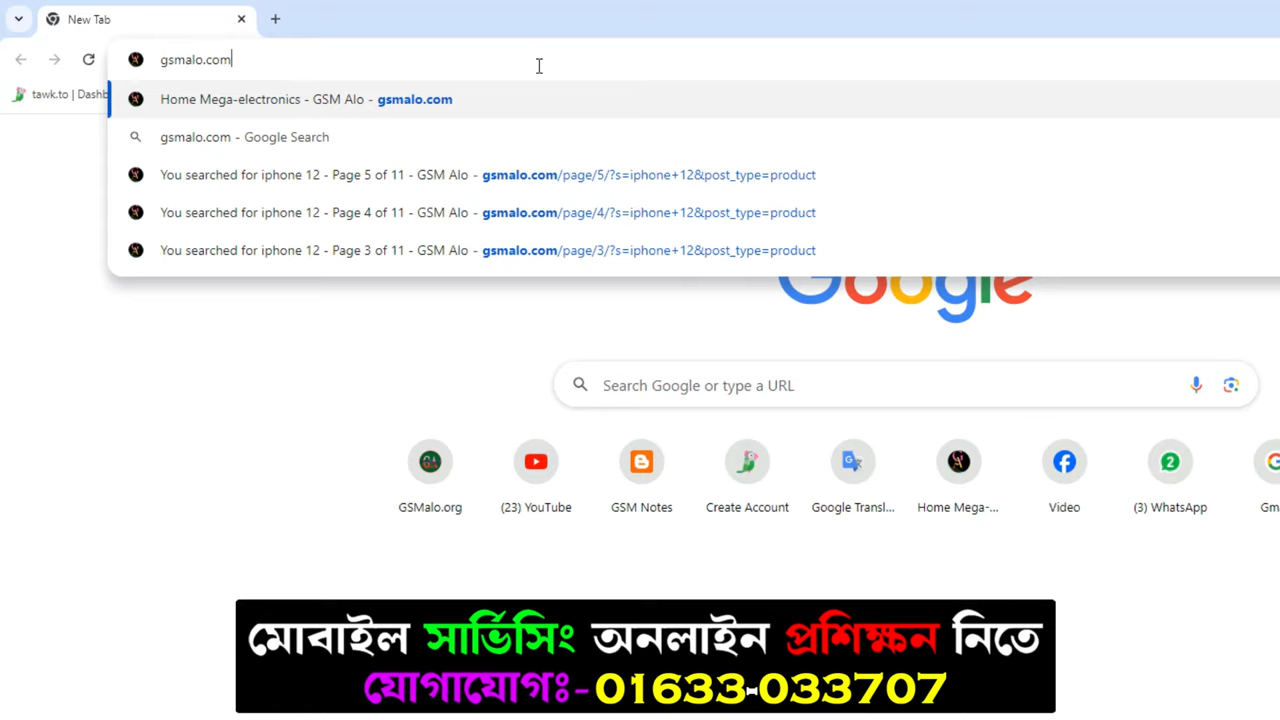 New Tab
gsmalo.com
tawk.to | Dashb
Home Mega-electronics - GSM Alo - gsmalo.com
gsmalo.com - Google Search
You searched for iphone 12 - Page 5 of 11 - GSM Alo - gsmalo.com/page/5/?s=iphone+12&post_type=product
You searched for iphone 12 - Page 4 of 11 - GSM Alo - gsmalo.com/page/4/?s=iphone+12&post_type=product
You searched for iphone 12 - Page 3 of 11 - GSM Alo - gsmalo.com/page/3/?s=iphone+12&post_type=product
Google
Search Google or type a URL
GSMalo.org (23) YouTube GSM Notes Create Account Google Transl... Home Mega-... Video (3) WhatsApp Gm
মোবাইল সার্ভিসিং অনলাইন প্রশিক্ষন নিতে
যোগাযোগঃ-01633-033707